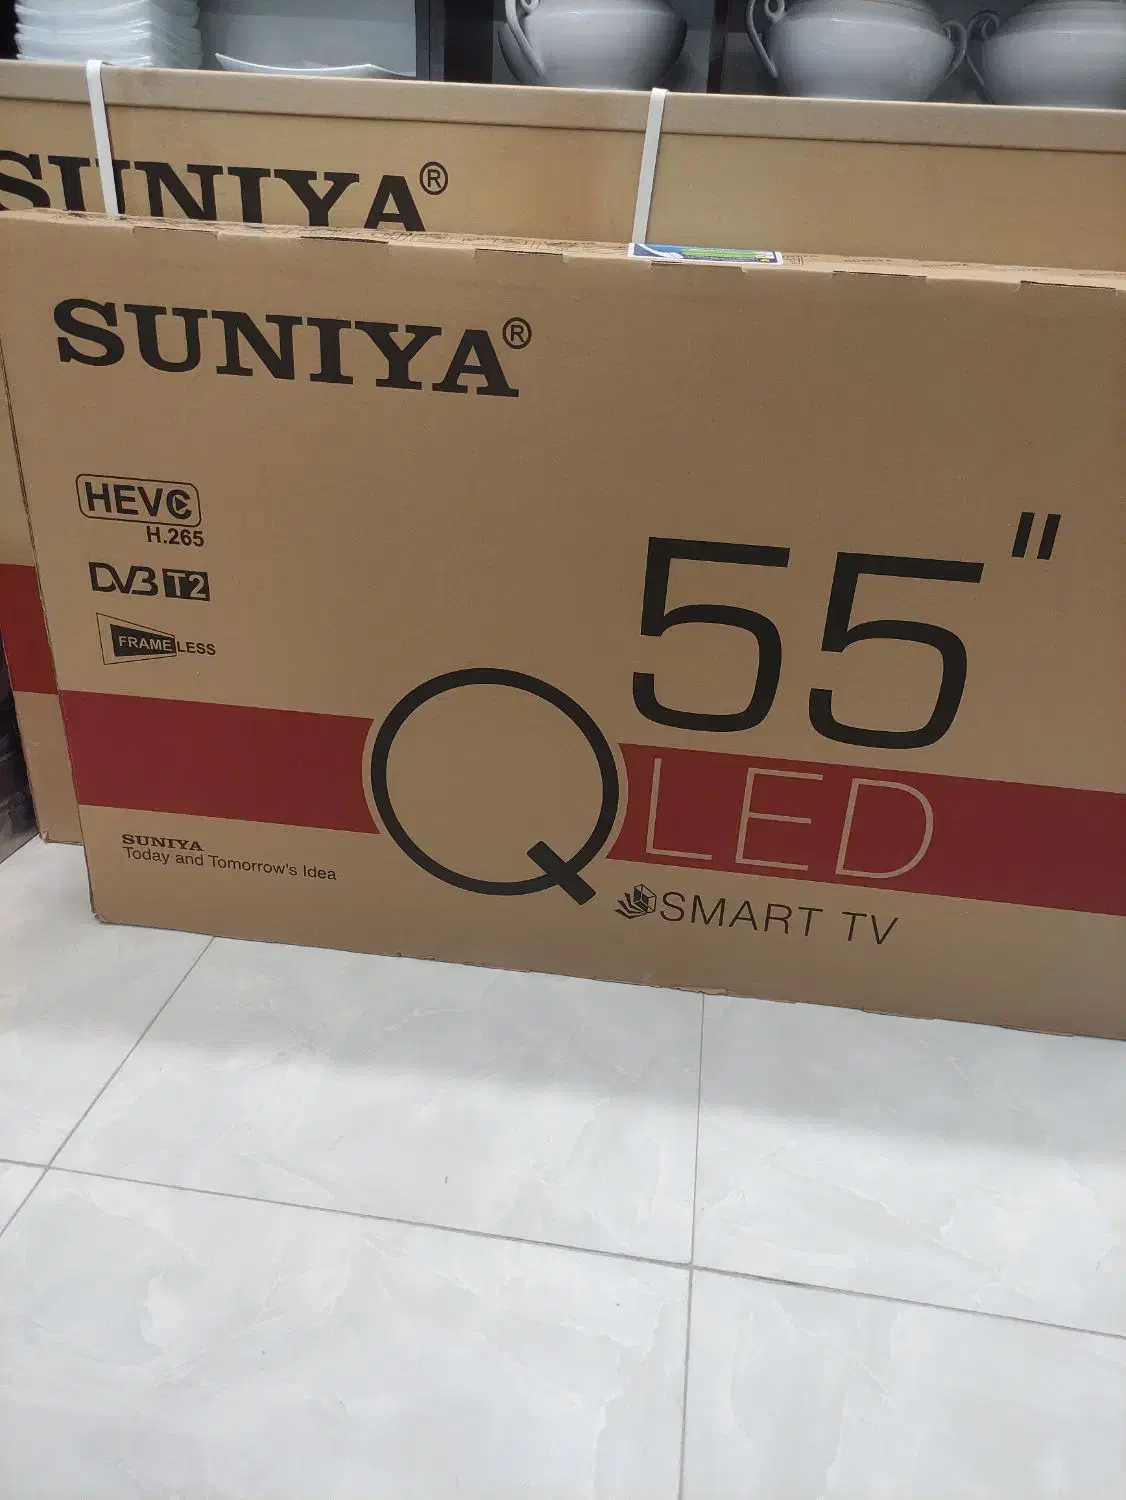 SUNIYA®
SUNIYA®
HEVC
H.265
DVB T2
FRAMELESS
55"
QLED
SUNIYA
Today and Tomorrow's Idea
SMART TV